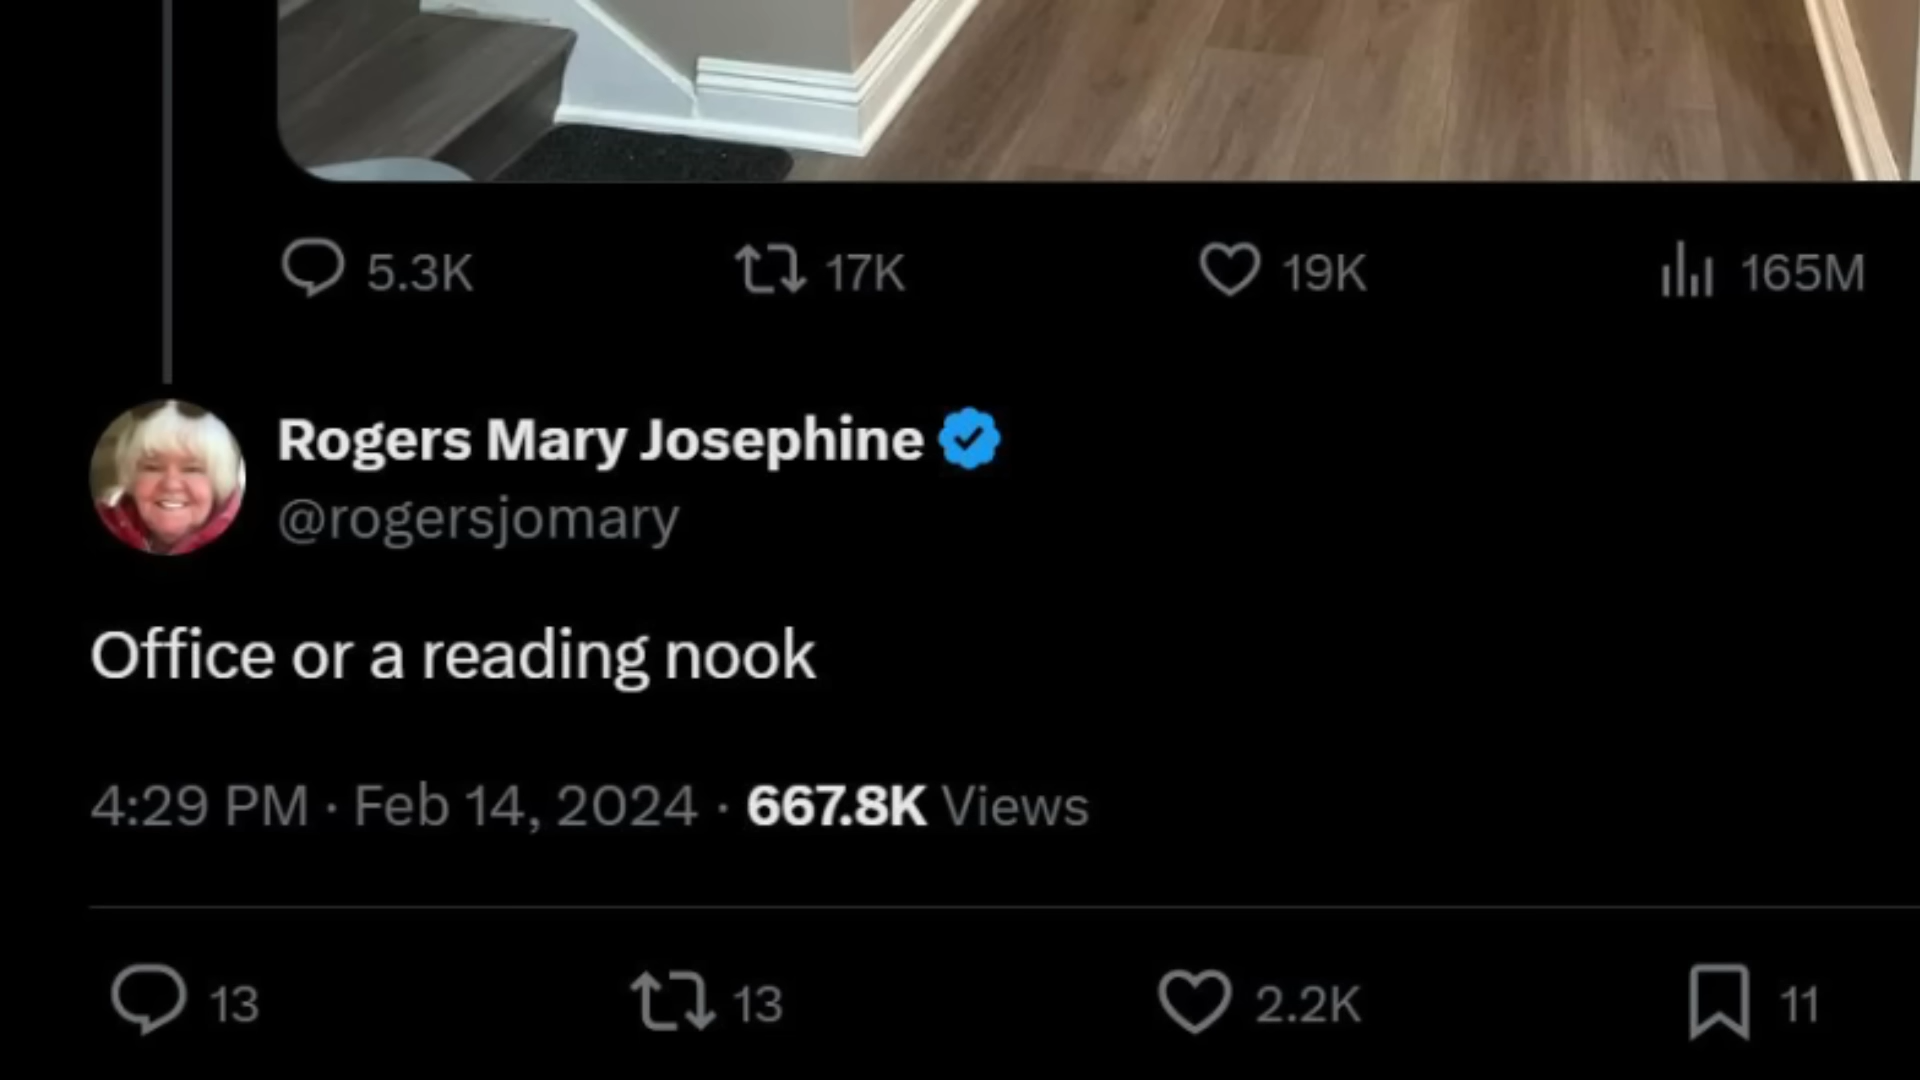 5.3K 17K 19K 165M
Rogers Mary Josephine
@rogersjomary
Office or a reading nook
4:29 PM · Feb 14, 2024 · 667.8K Views
13 13 2.2K 11